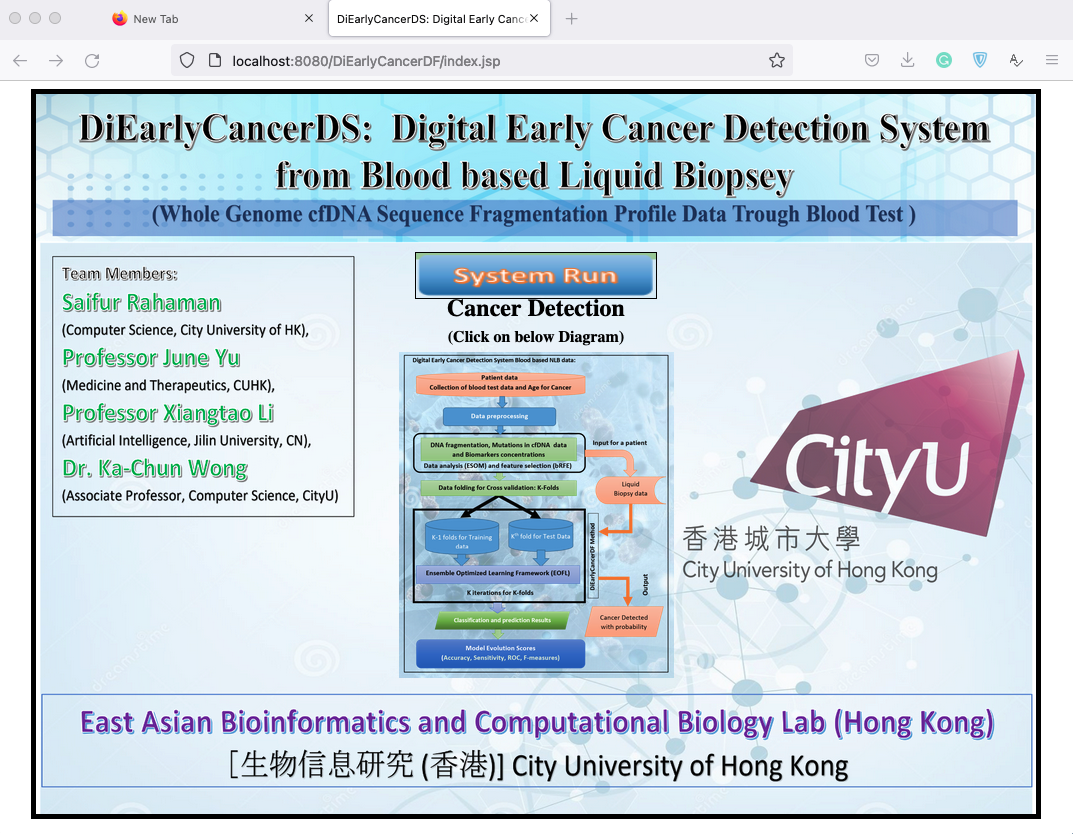 New Tab
DiEarlyCancerDS: Digital Early Canc
localhost:8080/DiEarlyCancerDF/index.jsp
DiEarlyCancerDS: Digital Early Cancer Detection System
from Blood based Liquid Biopsey
(Whole Genome cfDNA Sequence Fragmentation Profile Data Trough Blood Test )
Team Members:
Saifur Rahaman
(Computer Science, City University of HK),
Professor June Yu
(Medicine and Therapeutics, CUHK),
Professor Xiangtao Li
(Artificial Intelligence, Jilin University, CN),
Dr. Ka-Chun Wong
(Associate Professor, Computer Science, CityU)
System Run
Cancer Detection
(Click on below Diagram)
Digital Early Cancer Detection System Blood based NLB data:
Patient data
Collection of blood test data and Age for Cancer
Data preprocessing
DNA fragmentation, Mutations in cfDNA data
and Biomarkers concentrations
Data analysis (ESOM) and feature selection (bRFE)
Input for a patient
Liquid
Biopsy data
Data folding for Cross validation: K-Folds
K-1 folds for Training
data
Kth fold for Test Data
Ensemble Optimized Learning Framework (EOFL)
K iterations for K-folds
DiEarlyCancerDF Method
Output
Classification and prediction Results
Cancer Detected
with probability
Model Evolution Scores
(Accuracy, Sensitivity, ROC, F-measures)
CityU
香港城市大學
City University of Hong Kong
East Asian Bioinformatics and Computational Biology Lab (Hong Kong)
[生物信息研究 (香港)] City University of Hong Kong